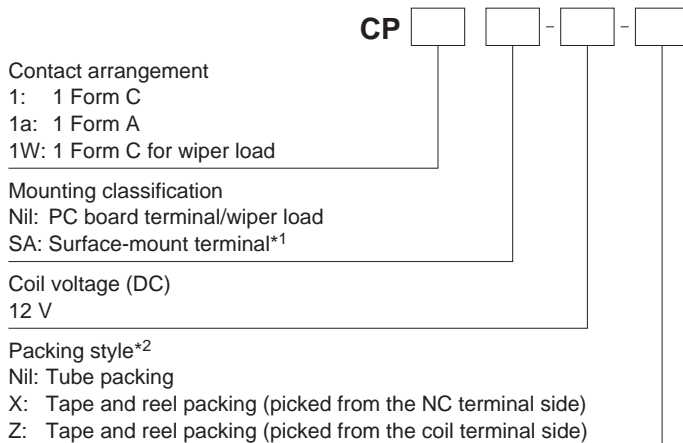 CP - -
Contact arrangement
1: 1 Form C
1a: 1 Form A
1W: 1 Form C for wiper load
Mounting classification
Nil: PC board terminal/wiper load
SA: Surface-mount terminal*1
Coil voltage (DC)
12 V
Packing style*2
Nil: Tube packing
X: Tape and reel packing (picked from the NC terminal side)
Z: Tape and reel packing (picked from the coil terminal side)